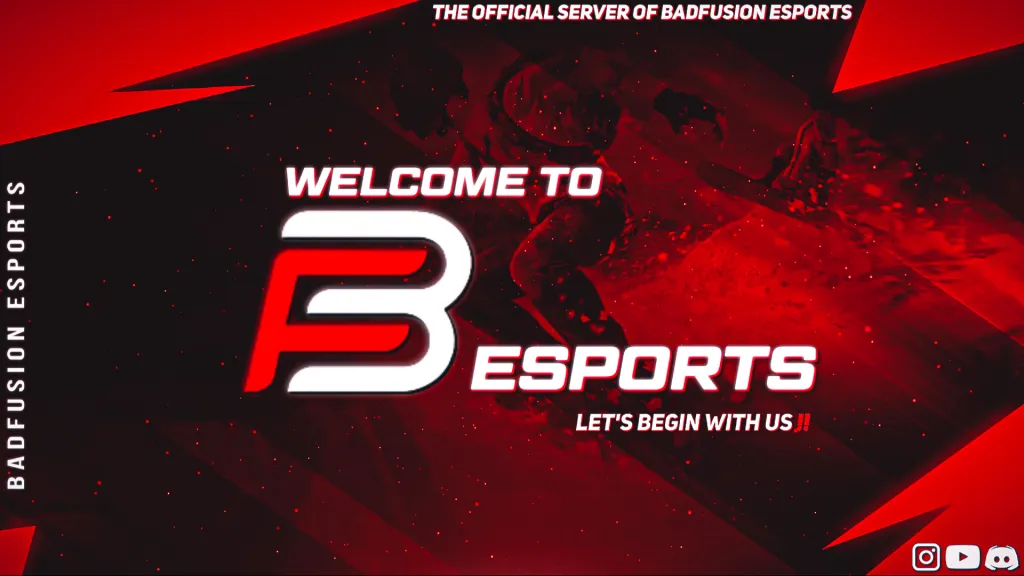 THE OFFICIAL SERVER OF BADFUSION ESPORTS
WELCOME TO
FB
ESPORTS
LET'S BEGIN WITH US !!
BADFUSION ESPORTS